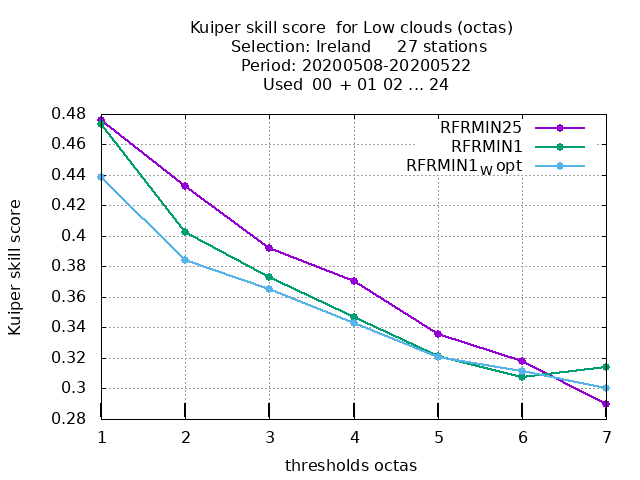 Kuiper skill score  for Low clouds (octas)
Selection: Ireland     27 stations
Period: 20200508-20200522
Used  00 + 01 02 ... 24
RFRMIN25
RFRMIN1
RFRMIN1W opt
Kuiper skill score
0.48
0.46
0.44
0.42
0.4
0.38
0.36
0.34
0.32
0.3
0.28
1 2 3 4 5 6 7
thresholds octas